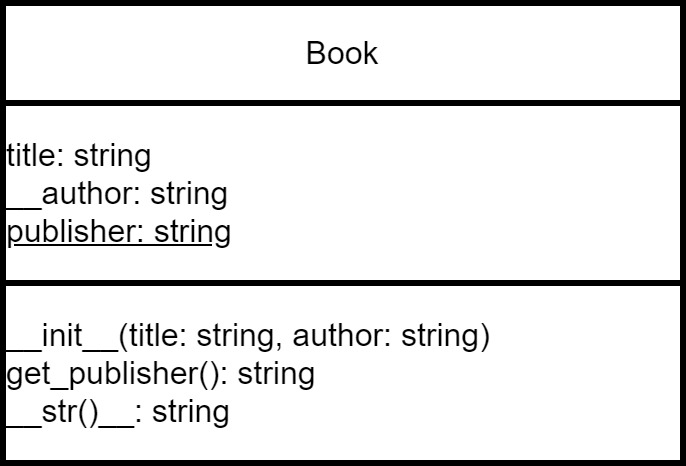 Book
title: string
__author: string
publisher: string
__init__(title: string, author: string)
get_publisher(): string
__str()__: string